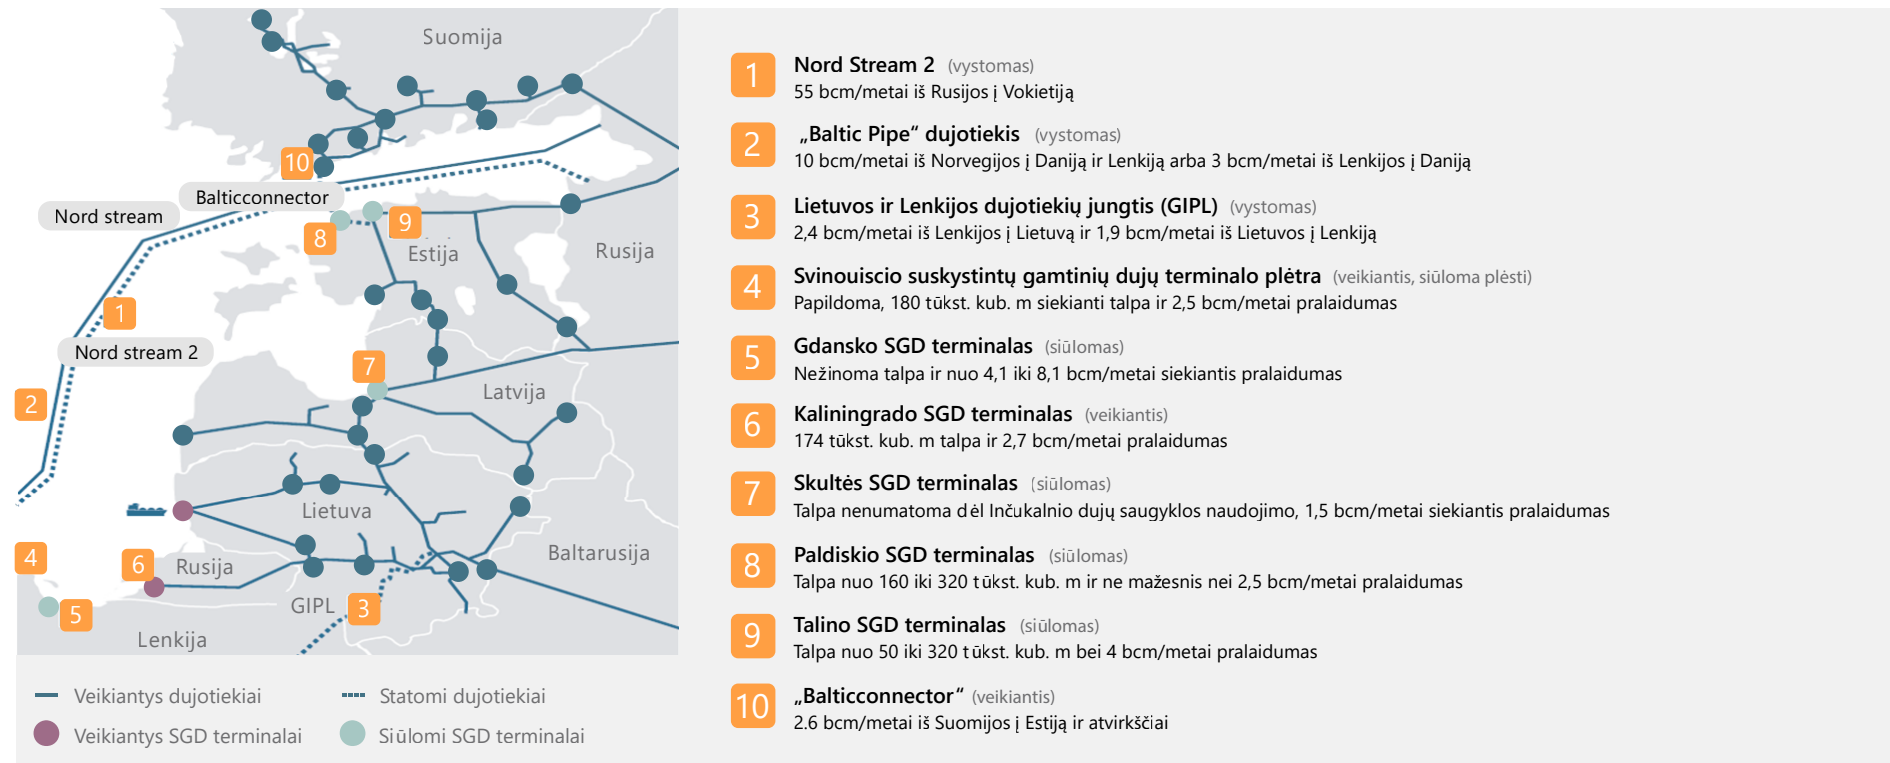 Suomija
10
Balticconnector
Nord stream
9
8
Estija
Rusija
1
Nord stream 2
7
2
Latvija
Lietuva
4
6
Rusija
Baltarusija
5
GIPL
3
Lenkija
Veikiantys dujotiekiai
Statomi dujotiekiai
Veikiantys SGD terminalai
Siūlomi SGD terminalai
1
Nord Stream 2 (vystomas)
55 bcm/metai iš Rusijos į Vokietiją
2
„Baltic Pipe“ dujotiekis (vystomas)
10 bcm/metai iš Norvegijos į Daniją ir Lenkiją arba 3 bcm/metai iš Lenkijos į Daniją
3
Lietuvos ir Lenkijos dujotiekių jungtis (GIPL) (vystomas)
2,4 bcm/metai iš Lenkijos į Lietuvą ir 1,9 bcm/metai iš Lietuvos į Lenkiją
4
Svinouiscio suskystintų gamtinių dujų terminalo plėtra (veikiantis, siūloma plėsti)
Papildoma, 180 tūkst. kub. m siekianti talpa ir 2,5 bcm/metai pralaidumas
5
Gdansko SGD terminalas (siūlomas)
Nežinoma talpa ir nuo 4,1 iki 8,1 bcm/metai siekiantis pralaidumas
6
Kaliningrado SGD terminalas (veikiantis)
174 tūkst. kub. m talpa ir 2,7 bcm/metai pralaidumas
7
Skultės SGD terminalas (siūlomas)
Talpa nenumatoma dėl Inčukalnio dujų saugyklos naudojimo, 1,5 bcm/metai siekiantis pralaidumas
8
Paldiskio SGD terminalas (siūlomas)
Talpa nuo 160 iki 320 tūkst. kub. m ir ne mažesnis nei 2,5 bcm/metai pralaidumas
9
Talino SGD terminalas (siūlomas)
Talpa nuo 50 iki 320 tūkst. kub. m bei 4 bcm/metai pralaidumas
10
„Balticconnector“ (veikiantis)
2.6 bcm/metai iš Suomijos į Estiją ir atvirkščiai